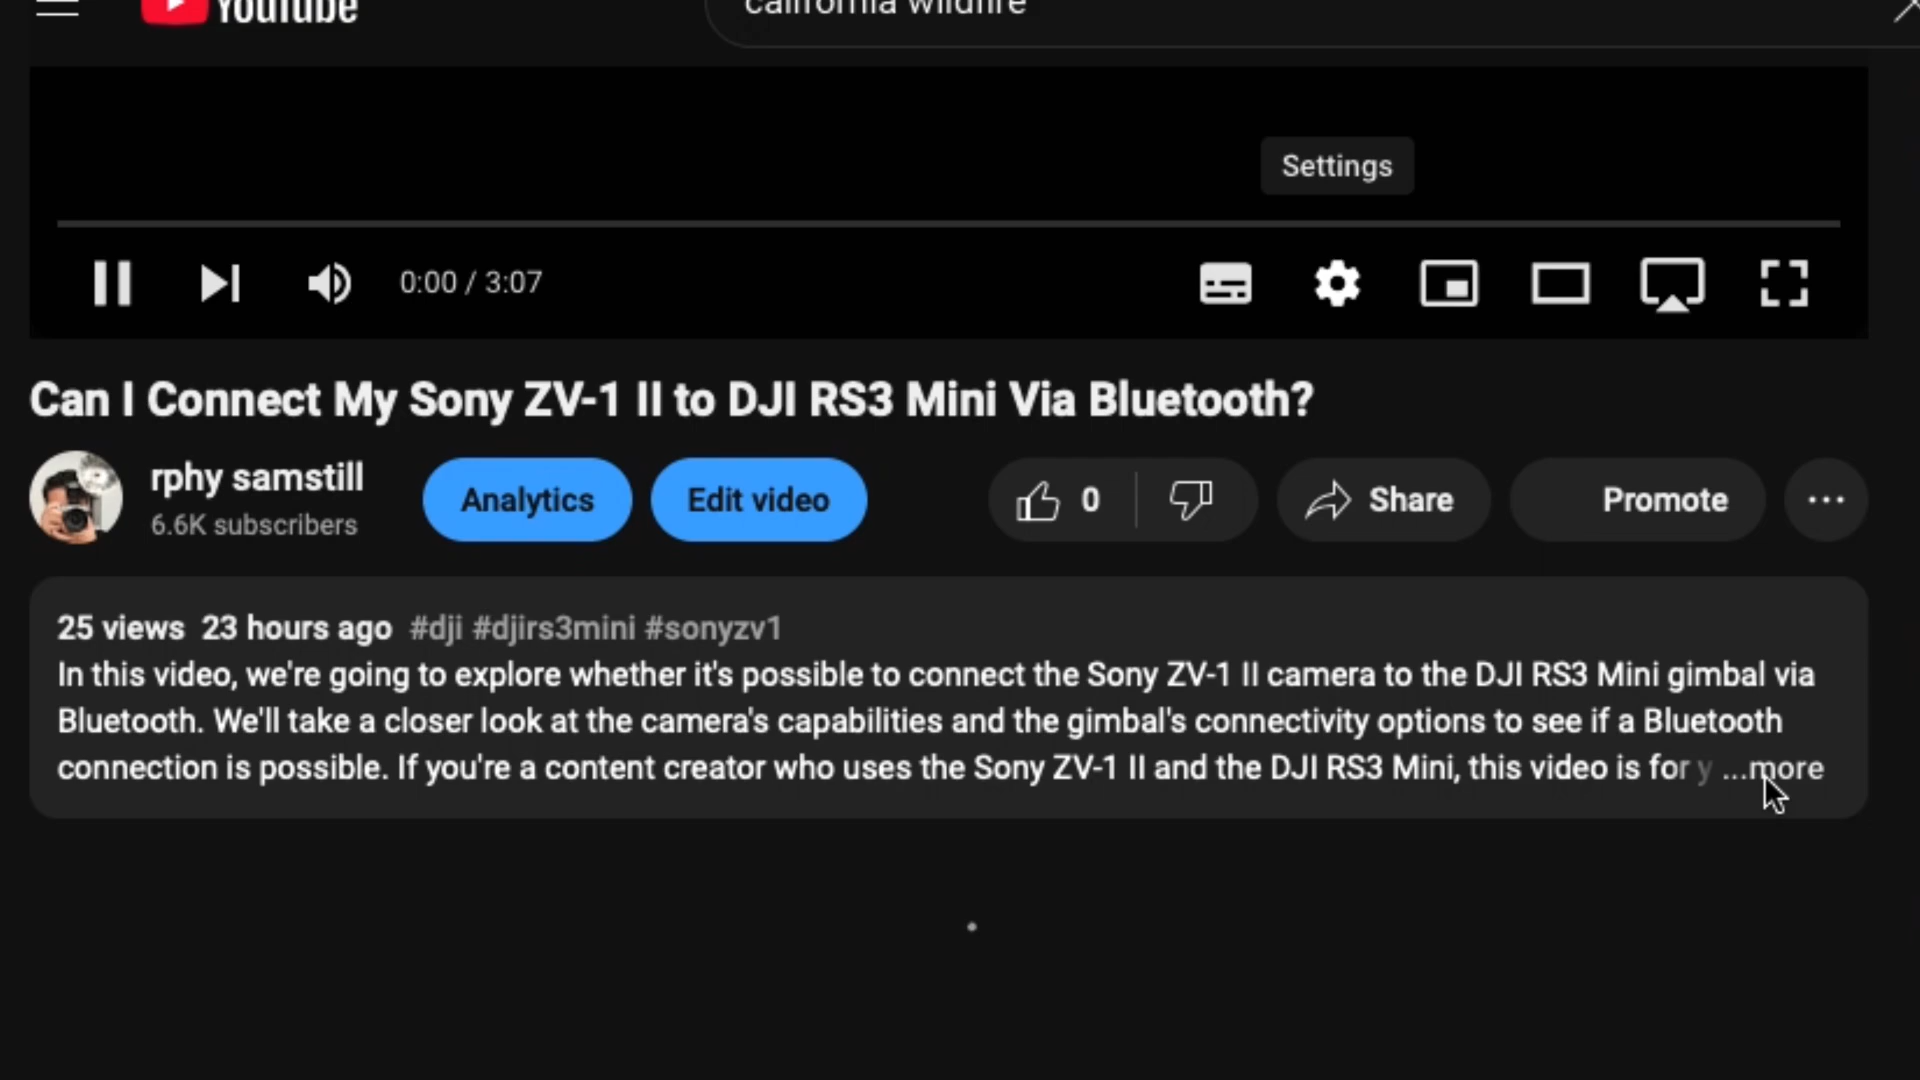 YouTube
california wildfire
Settings
0:00 / 3:07
Can I Connect My Sony ZV-1 II to DJI RS3 Mini Via Bluetooth?
rphy samstill
6.6K subscribers
Analytics
Edit video
0
Share
Promote
25 views 23 hours ago #dji #djirs3mini #sonyzv1
In this video, we're going to explore whether it's possible to connect the Sony ZV-1 II camera to the DJI RS3 Mini gimbal via
Bluetooth. We'll take a closer look at the camera's capabilities and the gimbal's connectivity options to see if a Bluetooth
connection is possible. If you're a content creator who uses the Sony ZV-1 II and the DJI RS3 Mini, this video is for y ...more